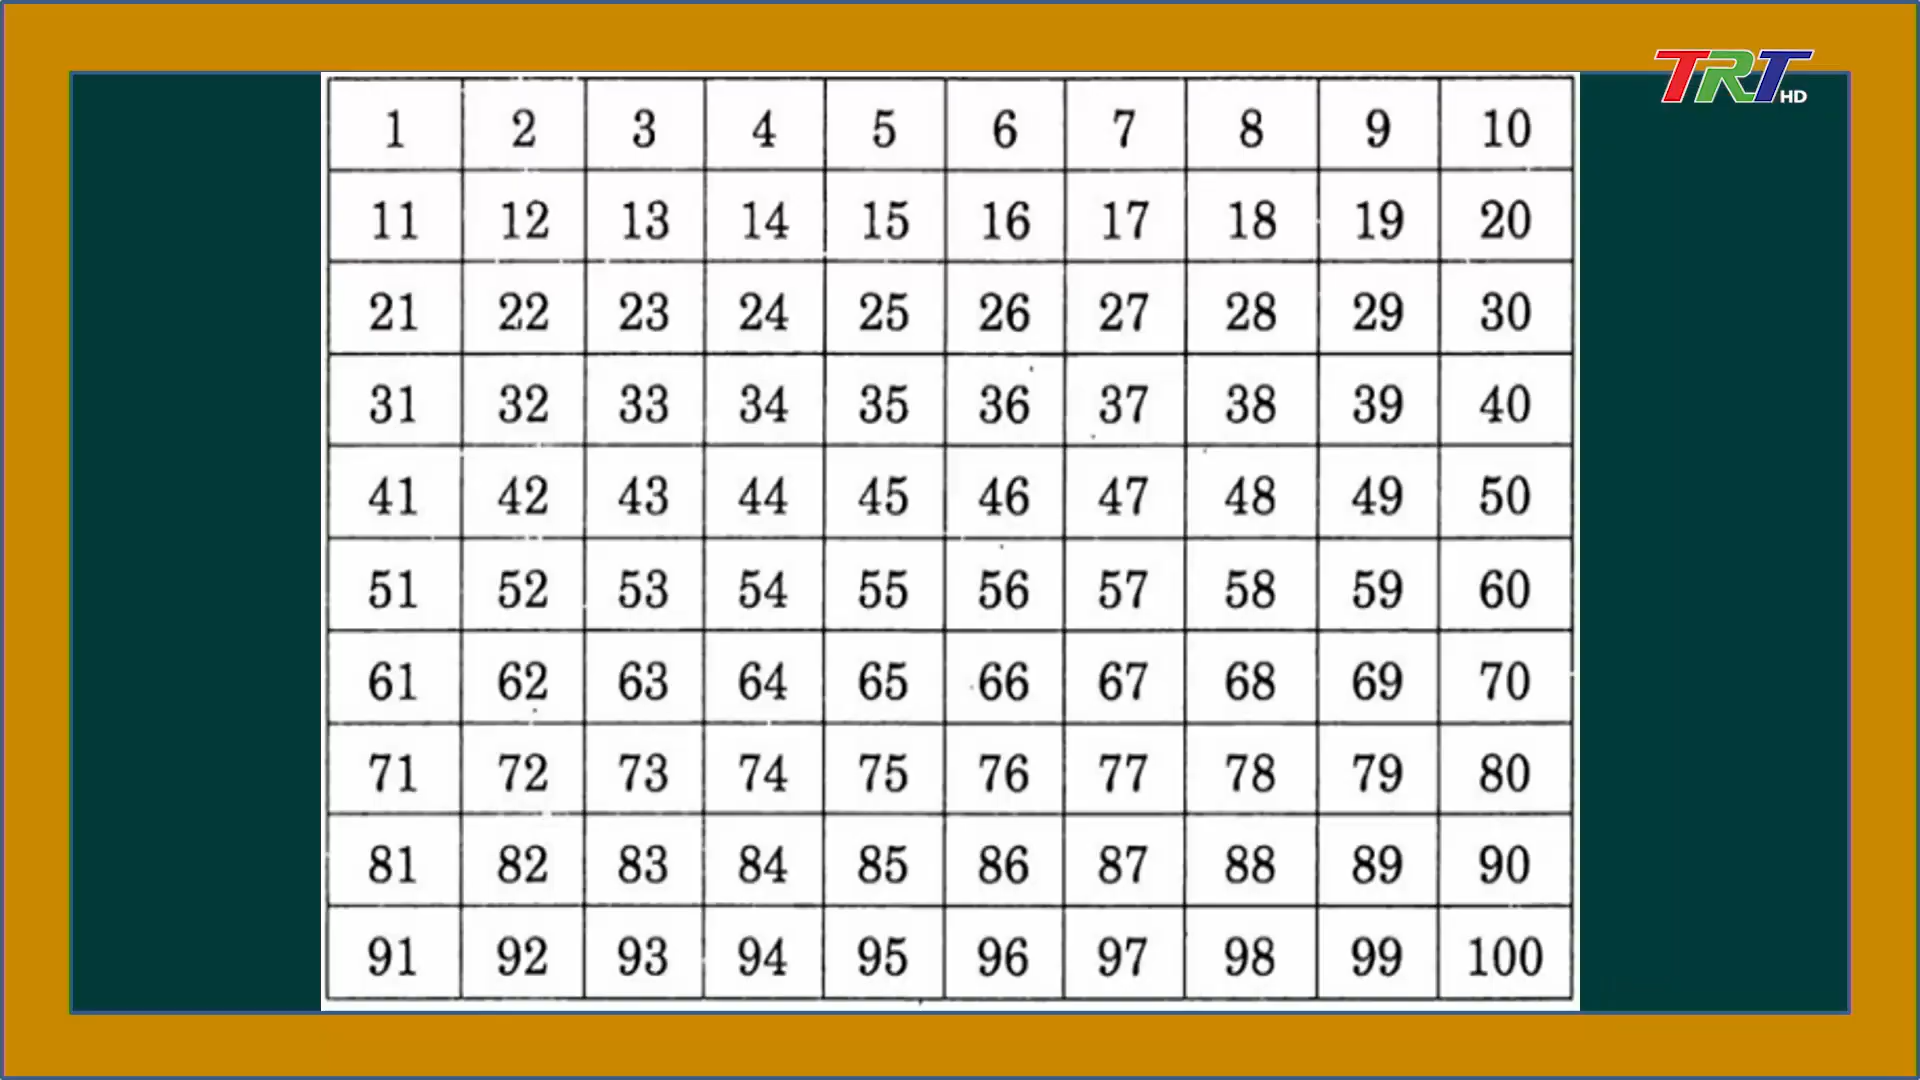 TRT HD
1 2 3 4 5 6 7 8 9 10
11 12 13 14 15 16 17 18 19 20
21 22 23 24 25 26 27 28 29 30
31 32 33 34 35 36 37 38 39 40
41 42 43 44 45 46 47 48 49 50
51 52 53 54 55 56 57 58 59 60
61 62 63 64 65 66 67 68 69 70
71 72 73 74 75 76 77 78 79 80
81 82 83 84 85 86 87 88 89 90
91 92 93 94 95 96 97 98 99 100